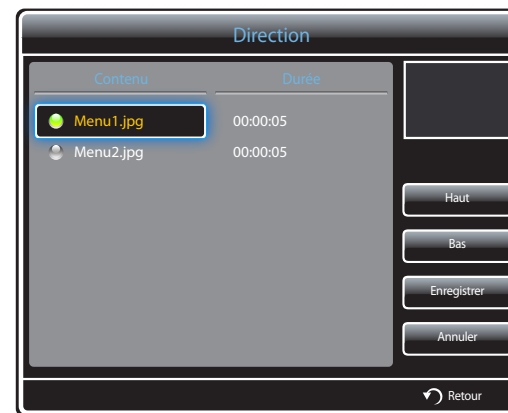 Direction
Contenu Durée
Menu1.jpg 00:00:05
Menu2.jpg 00:00:05
Haut
Bas
Enregistrer
Annuler
Retour